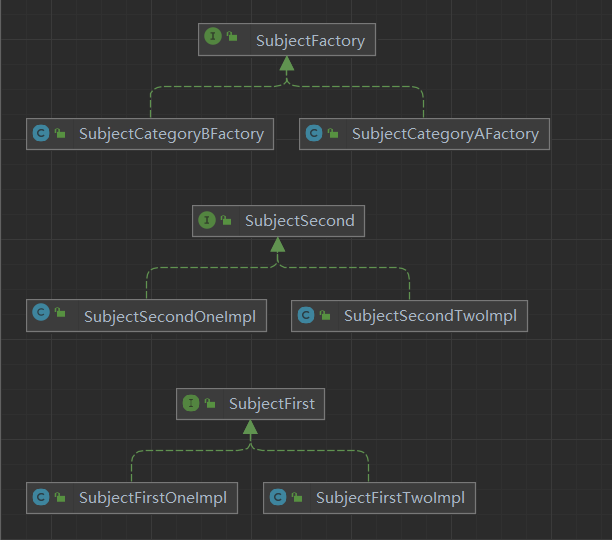 I SubjectFactory
C SubjectCategoryBFactory C SubjectCategoryAFactory
I SubjectSecond
C SubjectSecondOneImpl C SubjectSecondTwoImpl
I SubjectFirst
C SubjectFirstOneImpl C SubjectFirstTwoImpl